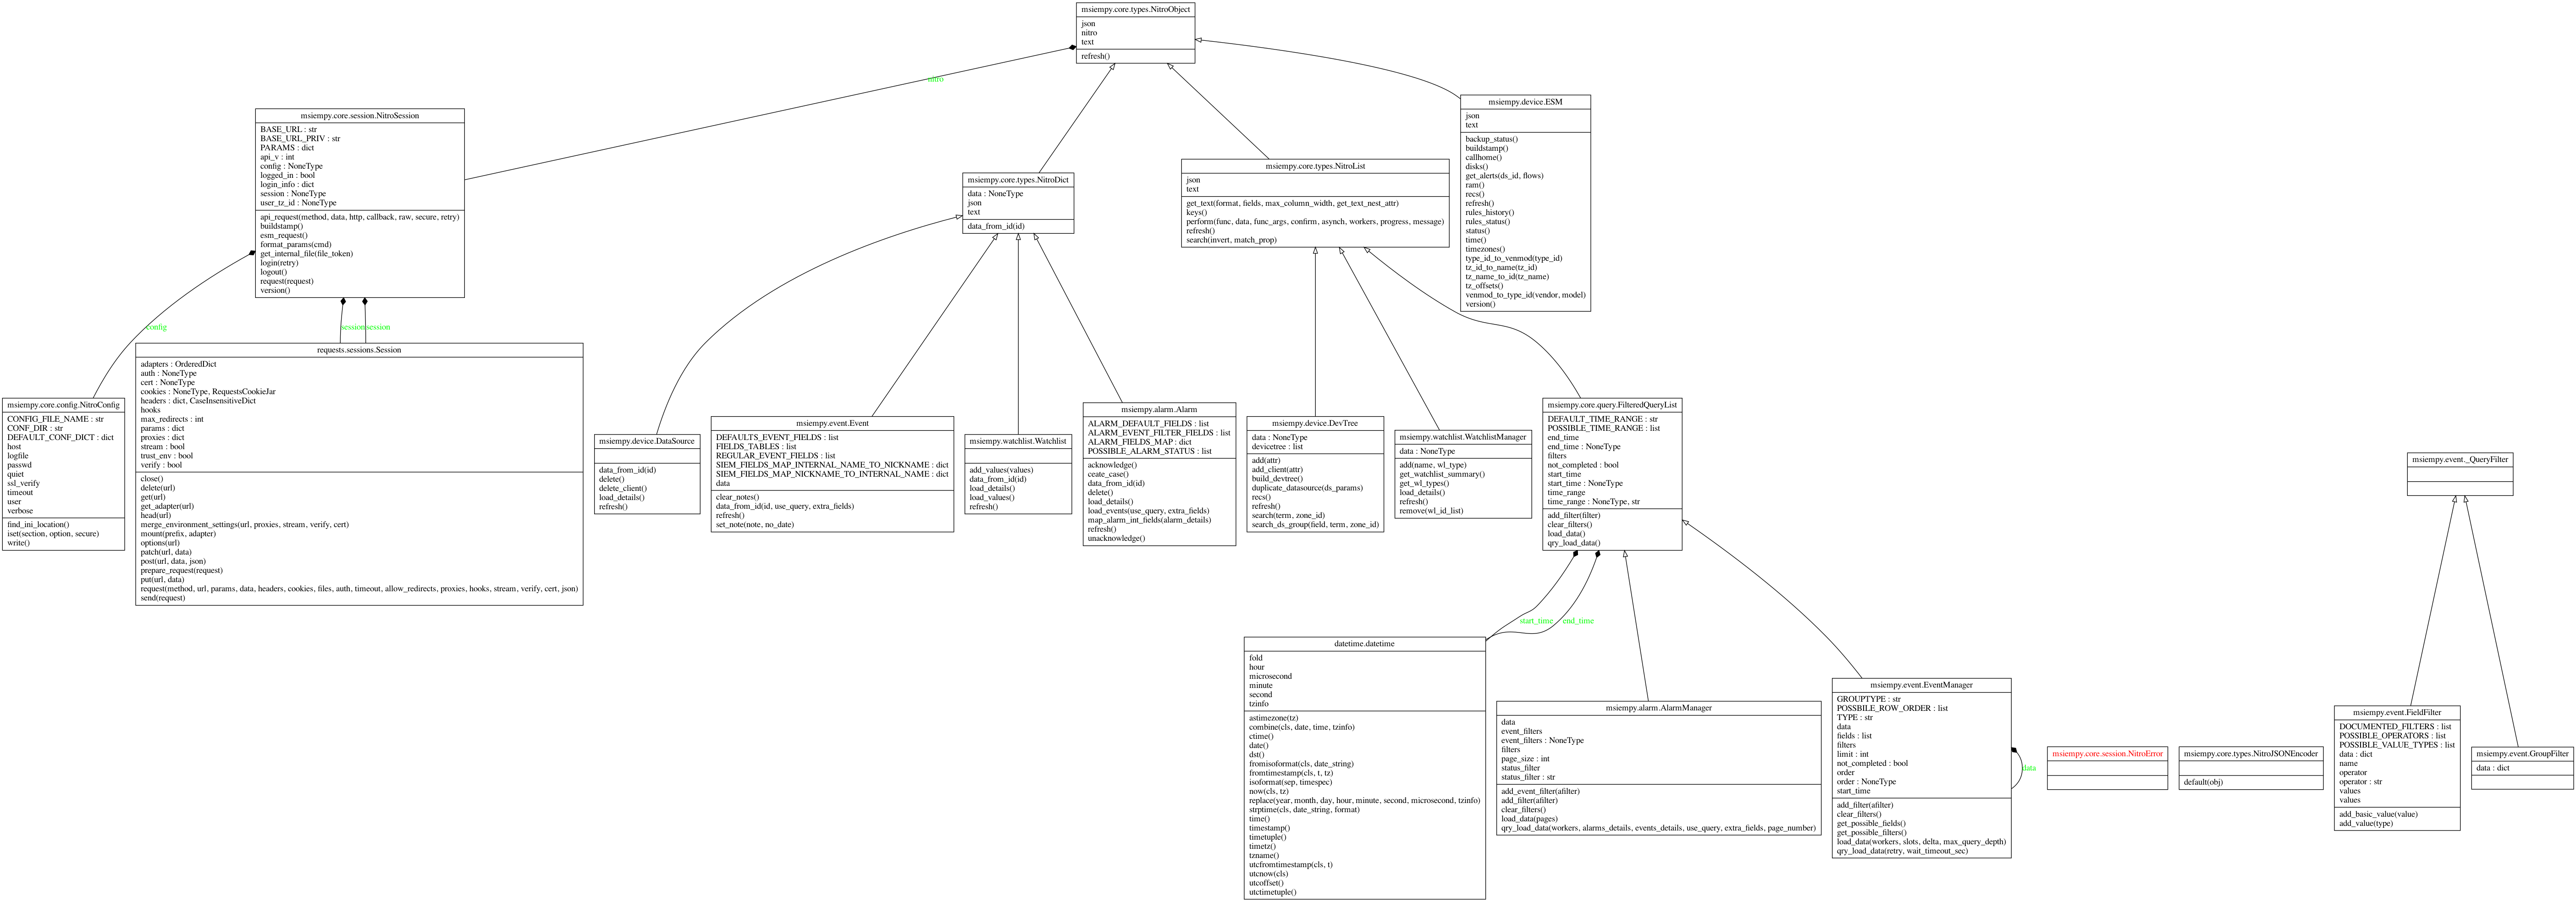 msiempy.core.types.NitroObject
json
nitro
text
refresh()
nitro
msiempy.core.session.NitroSession
BASE_URL : str
BASE_URL_PRIV : str
PARAMS : dict
api_v : int
config : NoneType
logged_in : bool
login_info : dict
session : NoneType
user_tz_id : NoneType
api_request(method, data, http, callback, raw, secure, retry)
buildstamp()
esm_request()
format_params(cmd)
get_internal_file(file_token)
login(retry)
logout()
request(request)
version()
msiempy.core.types.NitroDict
data : NoneType
json
text
data_from_id(id)
msiempy.core.types.NitroList
json
text
get_text(format, fields, max_column_width, get_text_nest_attr)
keys()
perform(func, data, func_args, confirm, asynch, workers, progress, message)
refresh()
search(invert, match_prop)
msiempy.device.ESM
json
text
backup_status()
buildstamp()
callhome()
disks()
get_alerts(ds_id, flows)
ram()
recs()
refresh()
rules_history()
rules_status()
status()
time()
timezones()
type_id_to_venmod(type_id)
tz_id_to_name(tz_id)
tz_name_to_id(tz_name)
tz_offsets()
venmod_to_type_id(vendor, model)
version()
config
session
session
msiempy.core.config.NitroConfig
CONFIG_FILE_NAME : str
CONF_DIR : str
DEFAULT_CONF_DICT : dict
host
logfile
passwd
quiet
ssl_verify
timeout
user
verbose
find_ini_location()
iset(section, option, secure)
write()
requests.sessions.Session
adapters : OrderedDict
auth : NoneType
cert : NoneType
cookies : NoneType, RequestsCookieJar
headers : dict, CaseInsensitiveDict
hooks
max_redirects : int
params : dict
proxies : dict
stream : bool
trust_env : bool
verify : bool
close()
delete(url)
get(url)
get_adapter(url)
head(url)
merge_environment_settings(url, proxies, stream, verify, cert)
mount(prefix, adapter)
options(url)
patch(url, data)
post(url, data, json)
prepare_request(request)
put(url, data)
request(method, url, params, data, headers, cookies, files, auth, timeout, allow_redirects, proxies, hooks, stream, verify, cert, json)
send(request)
msiempy.device.DataSource
data_from_id(id)
delete()
delete_client()
load_details()
refresh()
msiempy.event.Event
DEFAULTS_EVENT_FIELDS : list
FIELDS_TABLES : list
REGULAR_EVENT_FIELDS : list
SIEM_FIELDS_MAP_INTERNAL_NAME_TO_NICKNAME : dict
SIEM_FIELDS_MAP_NICKNAME_TO_INTERNAL_NAME : dict
data
clear_notes()
data_from_id(id, use_query, extra_fields)
refresh()
set_note(note, no_date)
msiempy.watchlist.Watchlist
add_values(values)
data_from_id(id)
load_details()
load_values()
refresh()
msiempy.alarm.Alarm
ALARM_DEFAULT_FIELDS : list
ALARM_EVENT_FILTER_FIELDS : list
ALARM_FIELDS_MAP : dict
POSSIBLE_ALARM_STATUS : list
acknowledge()
ceate_case()
data_from_id(id)
delete()
load_details()
load_events(use_query, extra_fields)
map_alarm_int_fields(alarm_details)
refresh()
unacknowledge()
msiempy.device.DevTree
data : NoneType
devicetree : list
add(attr)
add_client(attr)
build_devtree()
duplicate_datasource(ds_params)
recs()
refresh()
search(term, zone_id)
search_ds_group(field, term, zone_id)
msiempy.watchlist.WatchlistManager
data : NoneType
add(name, wl_type)
get_watchlist_summary()
get_wl_types()
load_details()
refresh()
remove(wl_id_list)
msiempy.core.query.FilteredQueryList
DEFAULT_TIME_RANGE : str
POSSIBLE_TIME_RANGE : list
end_time
end_time : NoneType
filters
not_completed : bool
start_time
start_time : NoneType
time_range
time_range : NoneType, str
add_filter(filter)
clear_filters()
load_data()
qry_load_data()
msiempy.event._QueryFilter
start_time
end_time
datetime.datetime
fold
hour
microsecond
minute
second
tzinfo
astimezone(tz)
combine(cls, date, time, tzinfo)
ctime()
date()
dst()
fromisoformat(cls, date_string)
fromtimestamp(cls, t, tz)
isoformat(sep, timespec)
now(cls, tz)
replace(year, month, day, hour, minute, second, microsecond, tzinfo)
strptime(cls, date_string, format)
time()
timestamp()
timetuple()
timetz()
tzname()
utcfromtimestamp(cls, t)
utcnow(cls)
utcoffset()
utctimetuple()
msiempy.alarm.AlarmManager
data
event_filters
event_filters : NoneType
filters
page_size : int
status_filter
status_filter : str
add_event_filter(afilter)
add_filter(afilter)
clear_filters()
load_data(pages)
qry_load_data(workers, alarms_details, events_details, use_query, extra_fields, page_number)
msiempy.event.EventManager
GROUPTYPE : str
POSSBILE_ROW_ORDER : list
TYPE : str
data
fields : list
filters
limit : int
not_completed : bool
order
order : NoneType
start_time
add_filter(afilter)
clear_filters()
get_possible_fields()
get_possible_filters()
load_data(workers, slots, delta, max_query_depth)
qry_load_data(retry, wait_timeout_sec)
data
msiempy.core.session.NitroError
msiempy.core.types.NitroJSONEncoder
default(obj)
msiempy.event.FieldFilter
DOCUMENTED_FILTERS : list
POSSIBLE_OPERATORS : list
POSSIBLE_VALUE_TYPES : list
data : dict
name
operator
operator : str
values
values
add_basic_value(value)
add_value(type)
msiempy.event.GroupFilter
data : dict